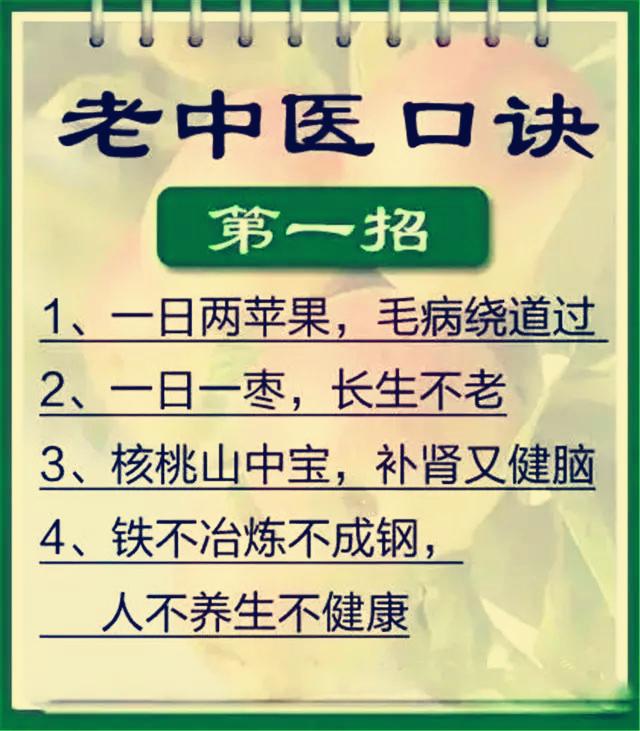 老中医口诀
第一招
1、一日两苹果，毛病绕道过
2、一日一枣，长生不老
3、核桃山中宝，补肾又健脑
4、铁不冶炼不成钢，
人不养生不健康